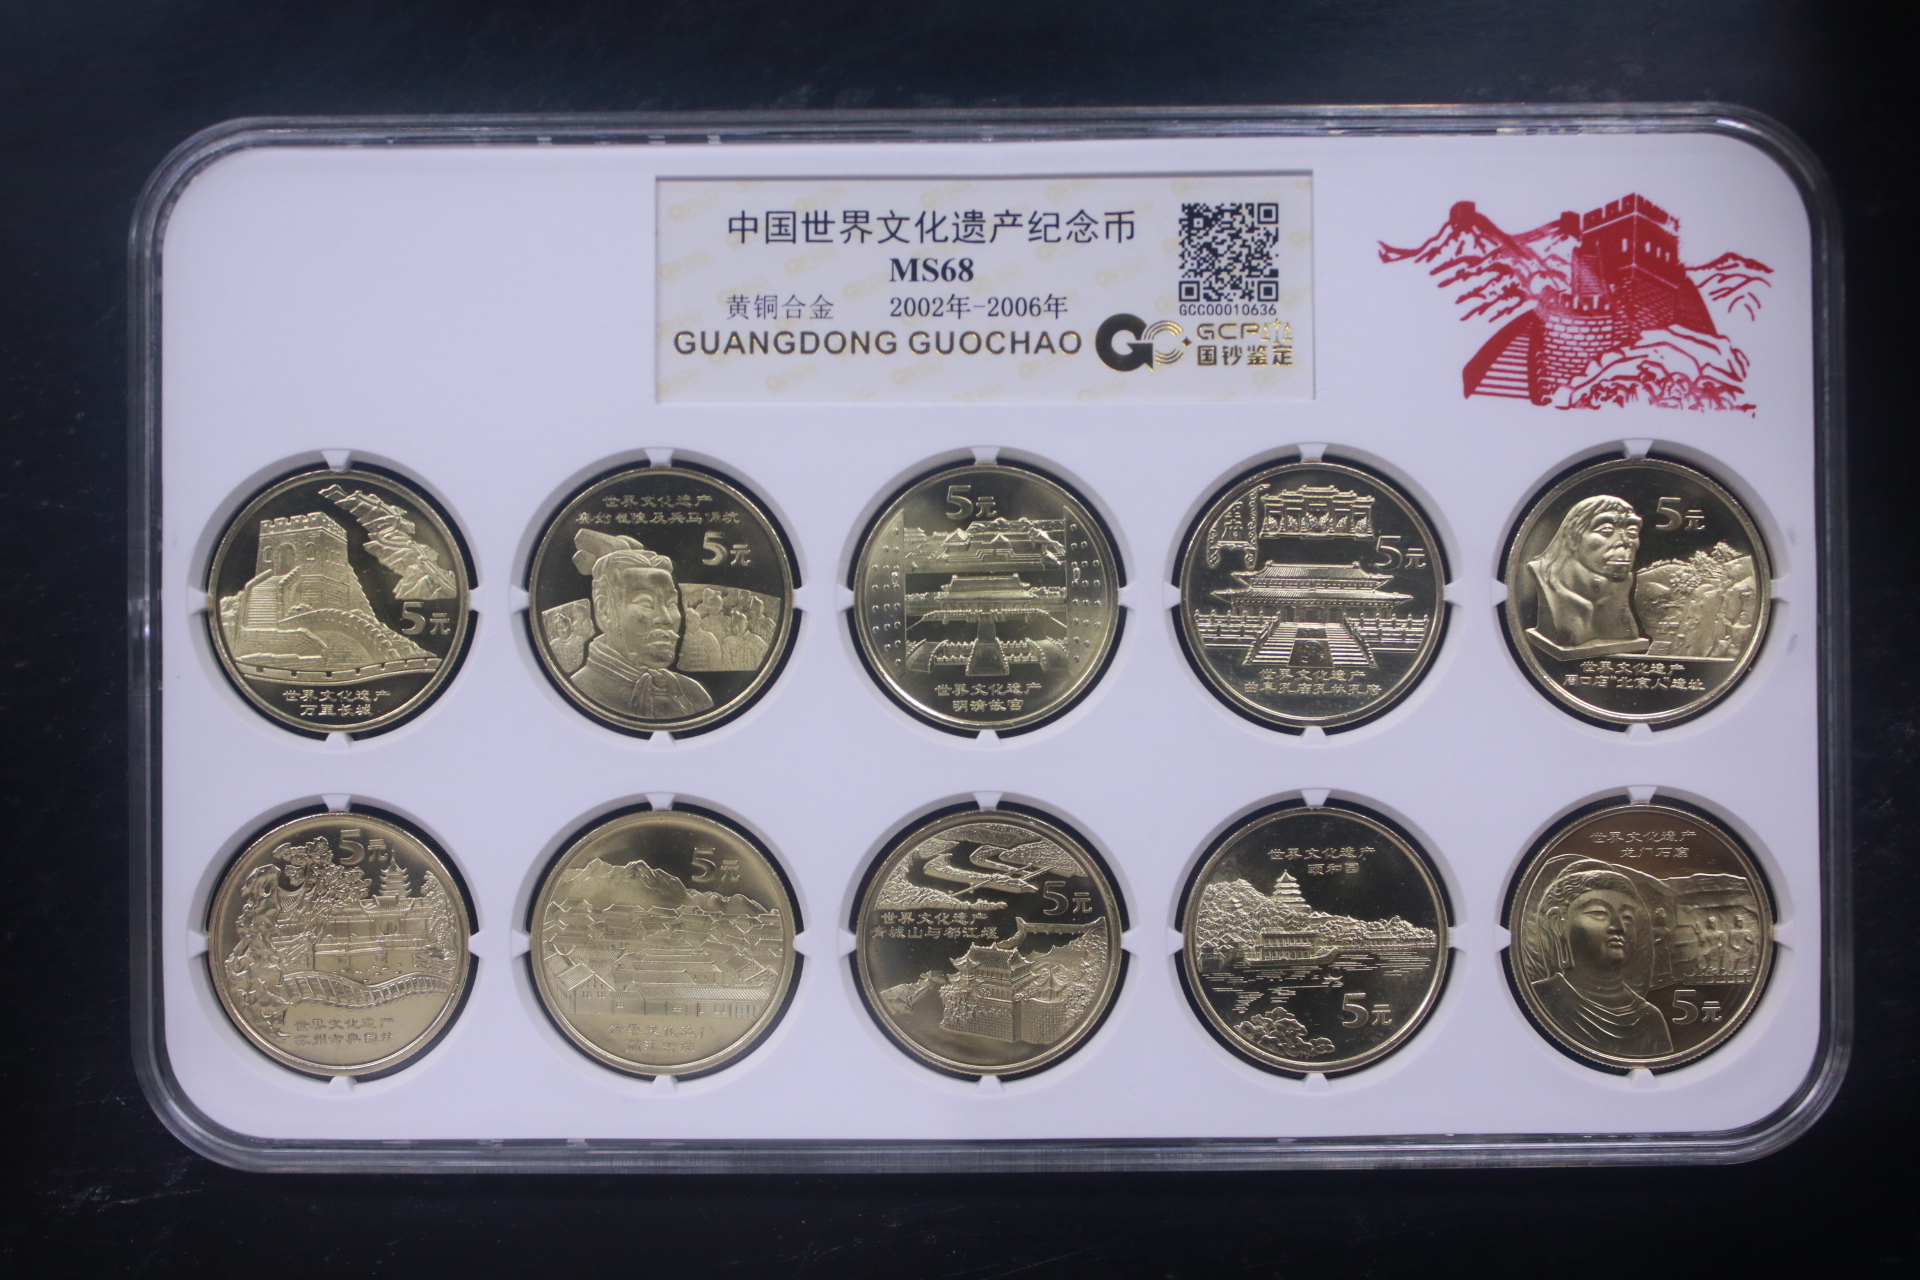 中国世界文化遗产纪念币
MS68
黄铜合金 2002年-2006年
GCC00010636
GUANGDONG GUOCHAO
GCP
国钞鉴定
5元
世界文化遗产
万里长城
世界文化遗产
秦始皇陵及兵马俑坑
5元
5元
世界文化遗产
明清故宫
5元
世界文化遗产
曲阜孔庙孔林孔府
5元
世界文化遗产
周口店"北京人"遗址
5元
世界文化遗产
苏州古典园林
5元
世界文化遗产
丽江古城
5元
世界文化遗产
青城山与都江堰
世界文化遗产
颐和园
5元
世界文化遗产
龙门石窟
5元